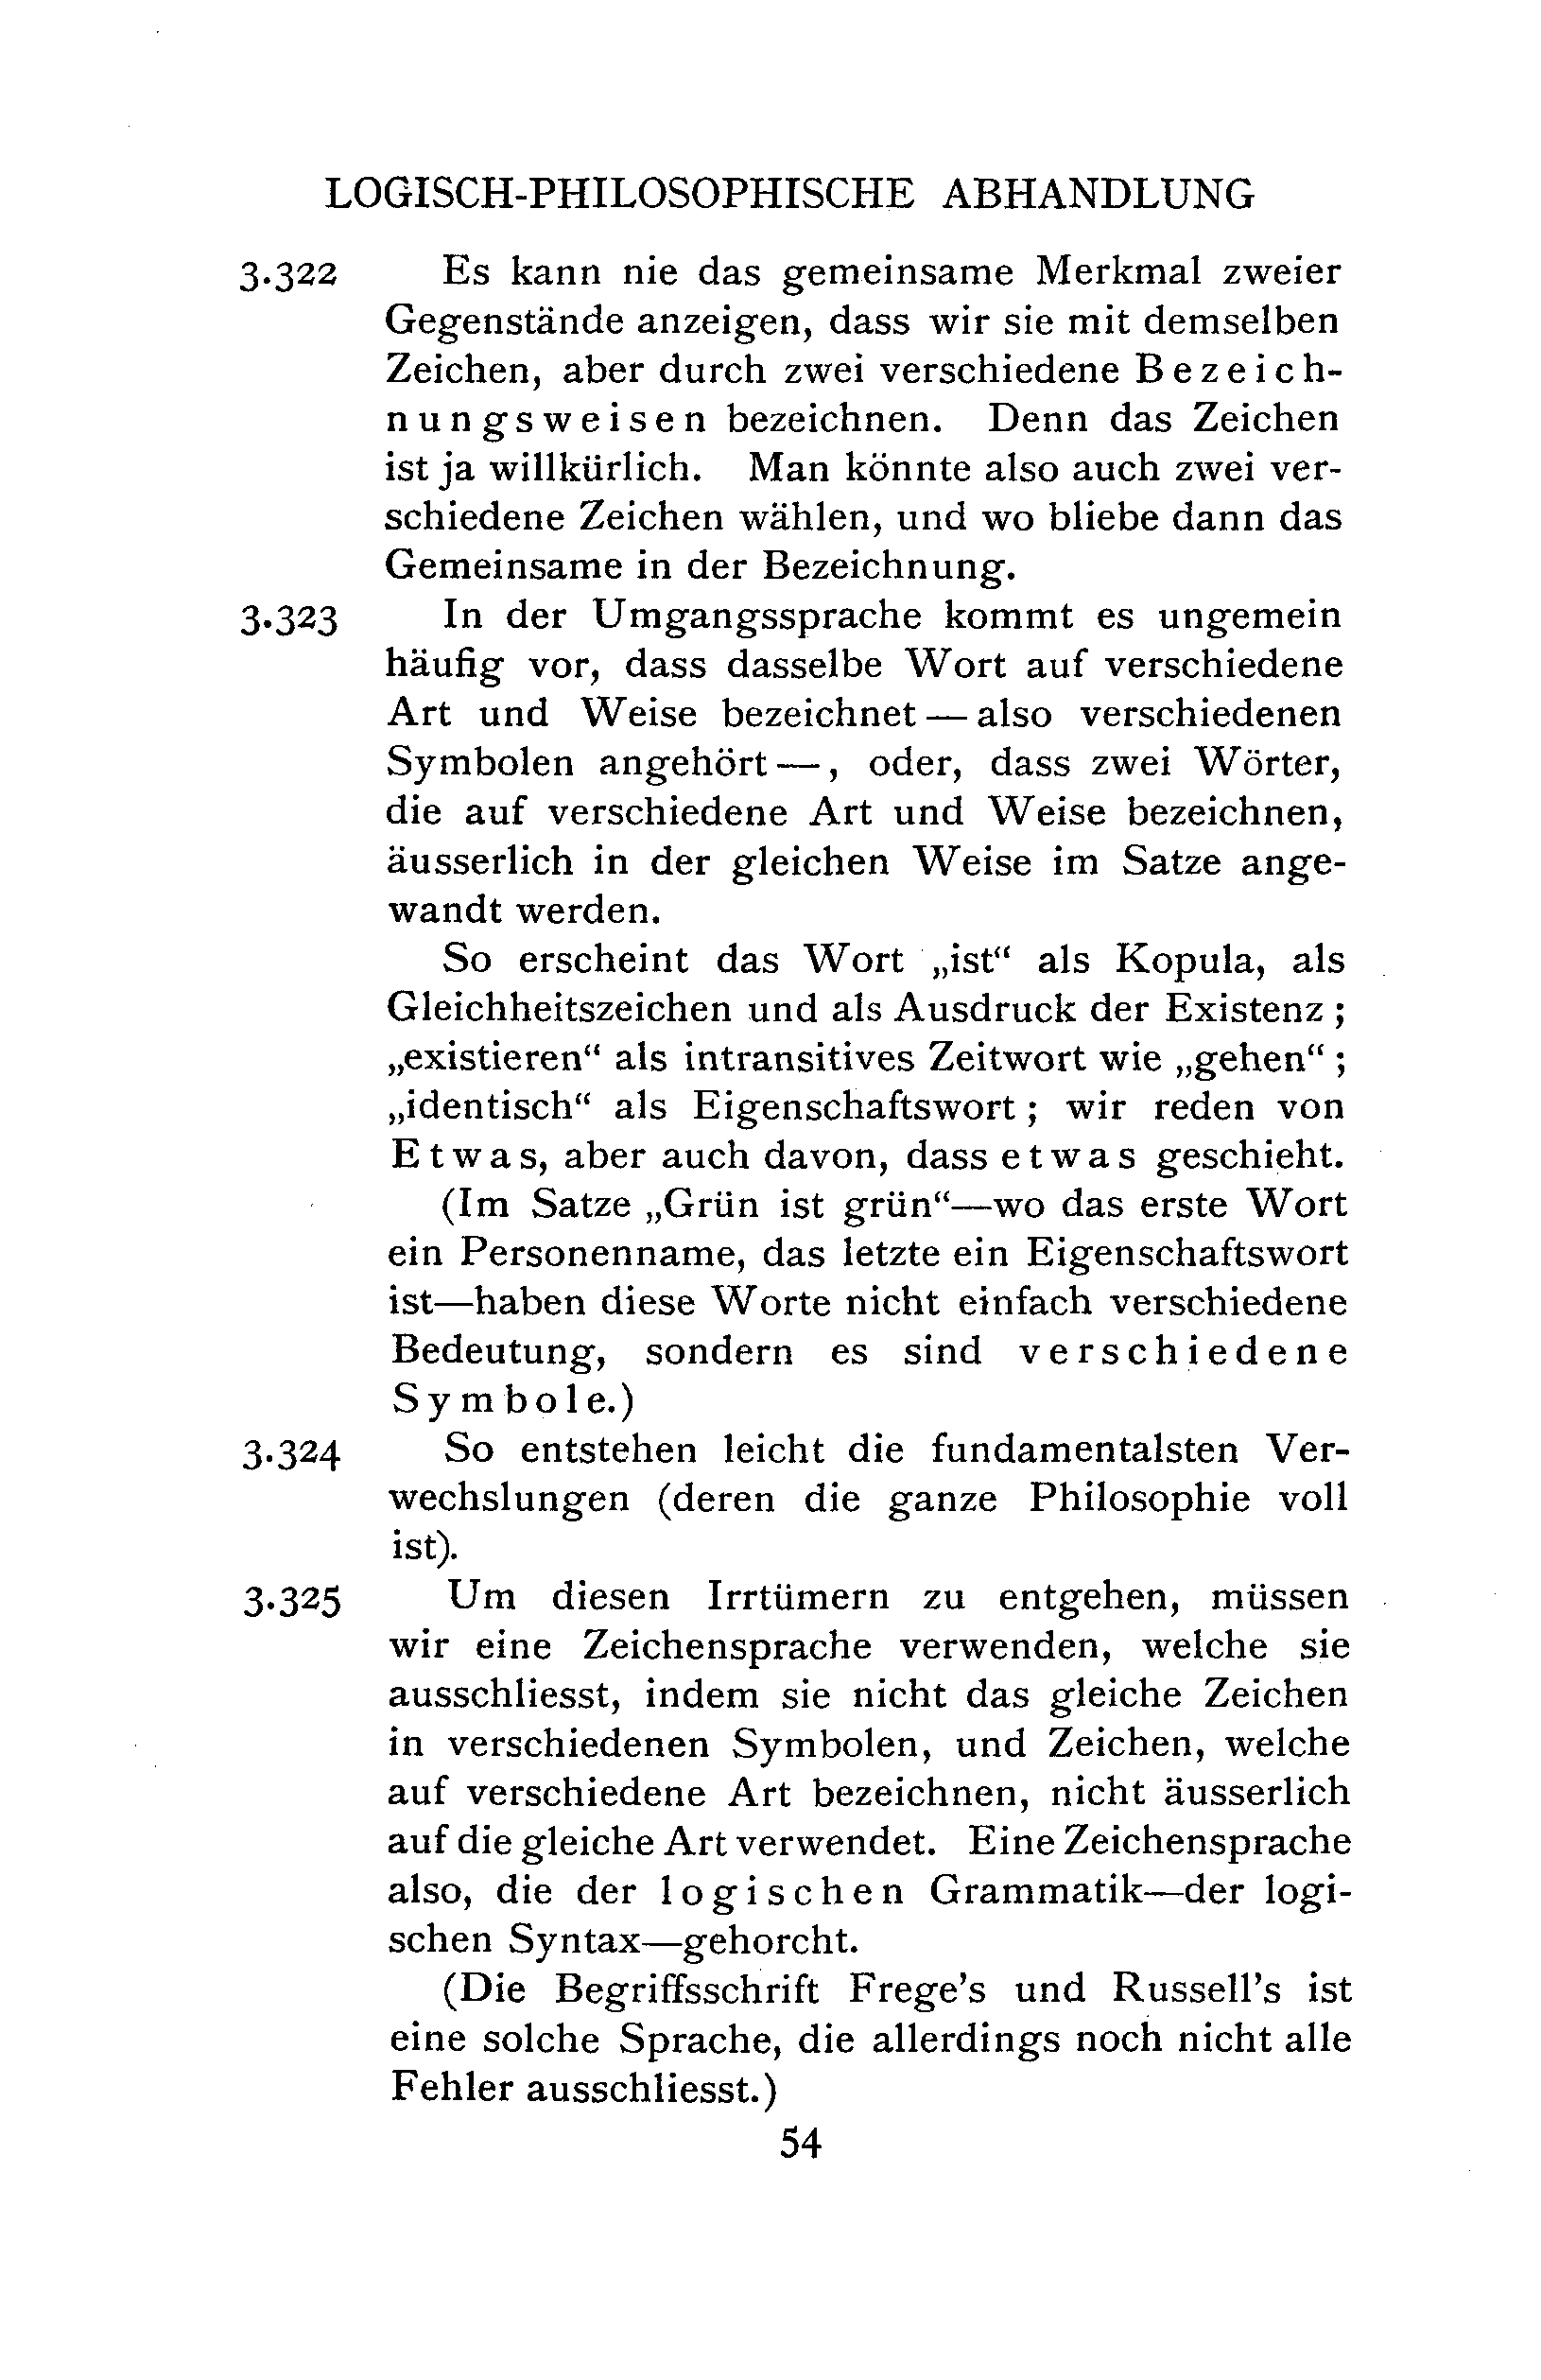 LOGISCH-PHILOSOPHISCHE ABHANDLUNG
3.322 Es kann nie das gemeinsame Merkmal zweier
Gegenstände anzeigen, dass wir sie mit demselben
Zeichen, aber durch zwei verschiedene Bezeich-
nungsweisen bezeichnen. Denn das Zeichen
ist ja willkürlich. Man könnte also auch zwei ver-
schiedene Zeichen wählen, und wo bliebe dann das
Gemeinsame in der Bezeichnung.
3.323 In der Umgangssprache kommt es ungemein
häufig vor, dass dasselbe Wort auf verschiedene
Art und Weise bezeichnet — also verschiedenen
Symbolen angehört —, oder, dass zwei Wörter,
die auf verschiedene Art und Weise bezeichnen,
äusserlich in der gleichen Weise im Satze ange-
wandt werden.
So erscheint das Wort „ist“ als Kopula, als
Gleichheitszeichen und als Ausdruck der Existenz ;
„existieren“ als intransitives Zeitwort wie „gehen“ ;
„identisch“ als Eigenschaftswort ; wir reden von
Etwas, aber auch davon, dass etwas geschieht.
(Im Satze „Grün ist grün“—wo das erste Wort
ein Personenname, das letzte ein Eigenschaftswort
ist—haben diese Worte nicht einfach verschiedene
Bedeutung, sondern es sind verschiedene
Symbole.)
3.324 So entstehen leicht die fundamentalsten Ver-
wechslungen (deren die ganze Philosophie voll
ist).
3.325 Um diesen Irrtümern zu entgehen, müssen
wir eine Zeichensprache verwenden, welche sie
ausschliesst, indem sie nicht das gleiche Zeichen
in verschiedenen Symbolen, und Zeichen, welche
auf verschiedene Art bezeichnen, nicht äusserlich
auf die gleiche Art verwendet. Eine Zeichensprache
also, die der logischen Grammatik—der logi-
schen Syntax—gehorcht.
(Die Begriffsschrift Frege's und Russell's ist
eine solche Sprache, die allerdings noch nicht alle
Fehler ausschliesst.)
54